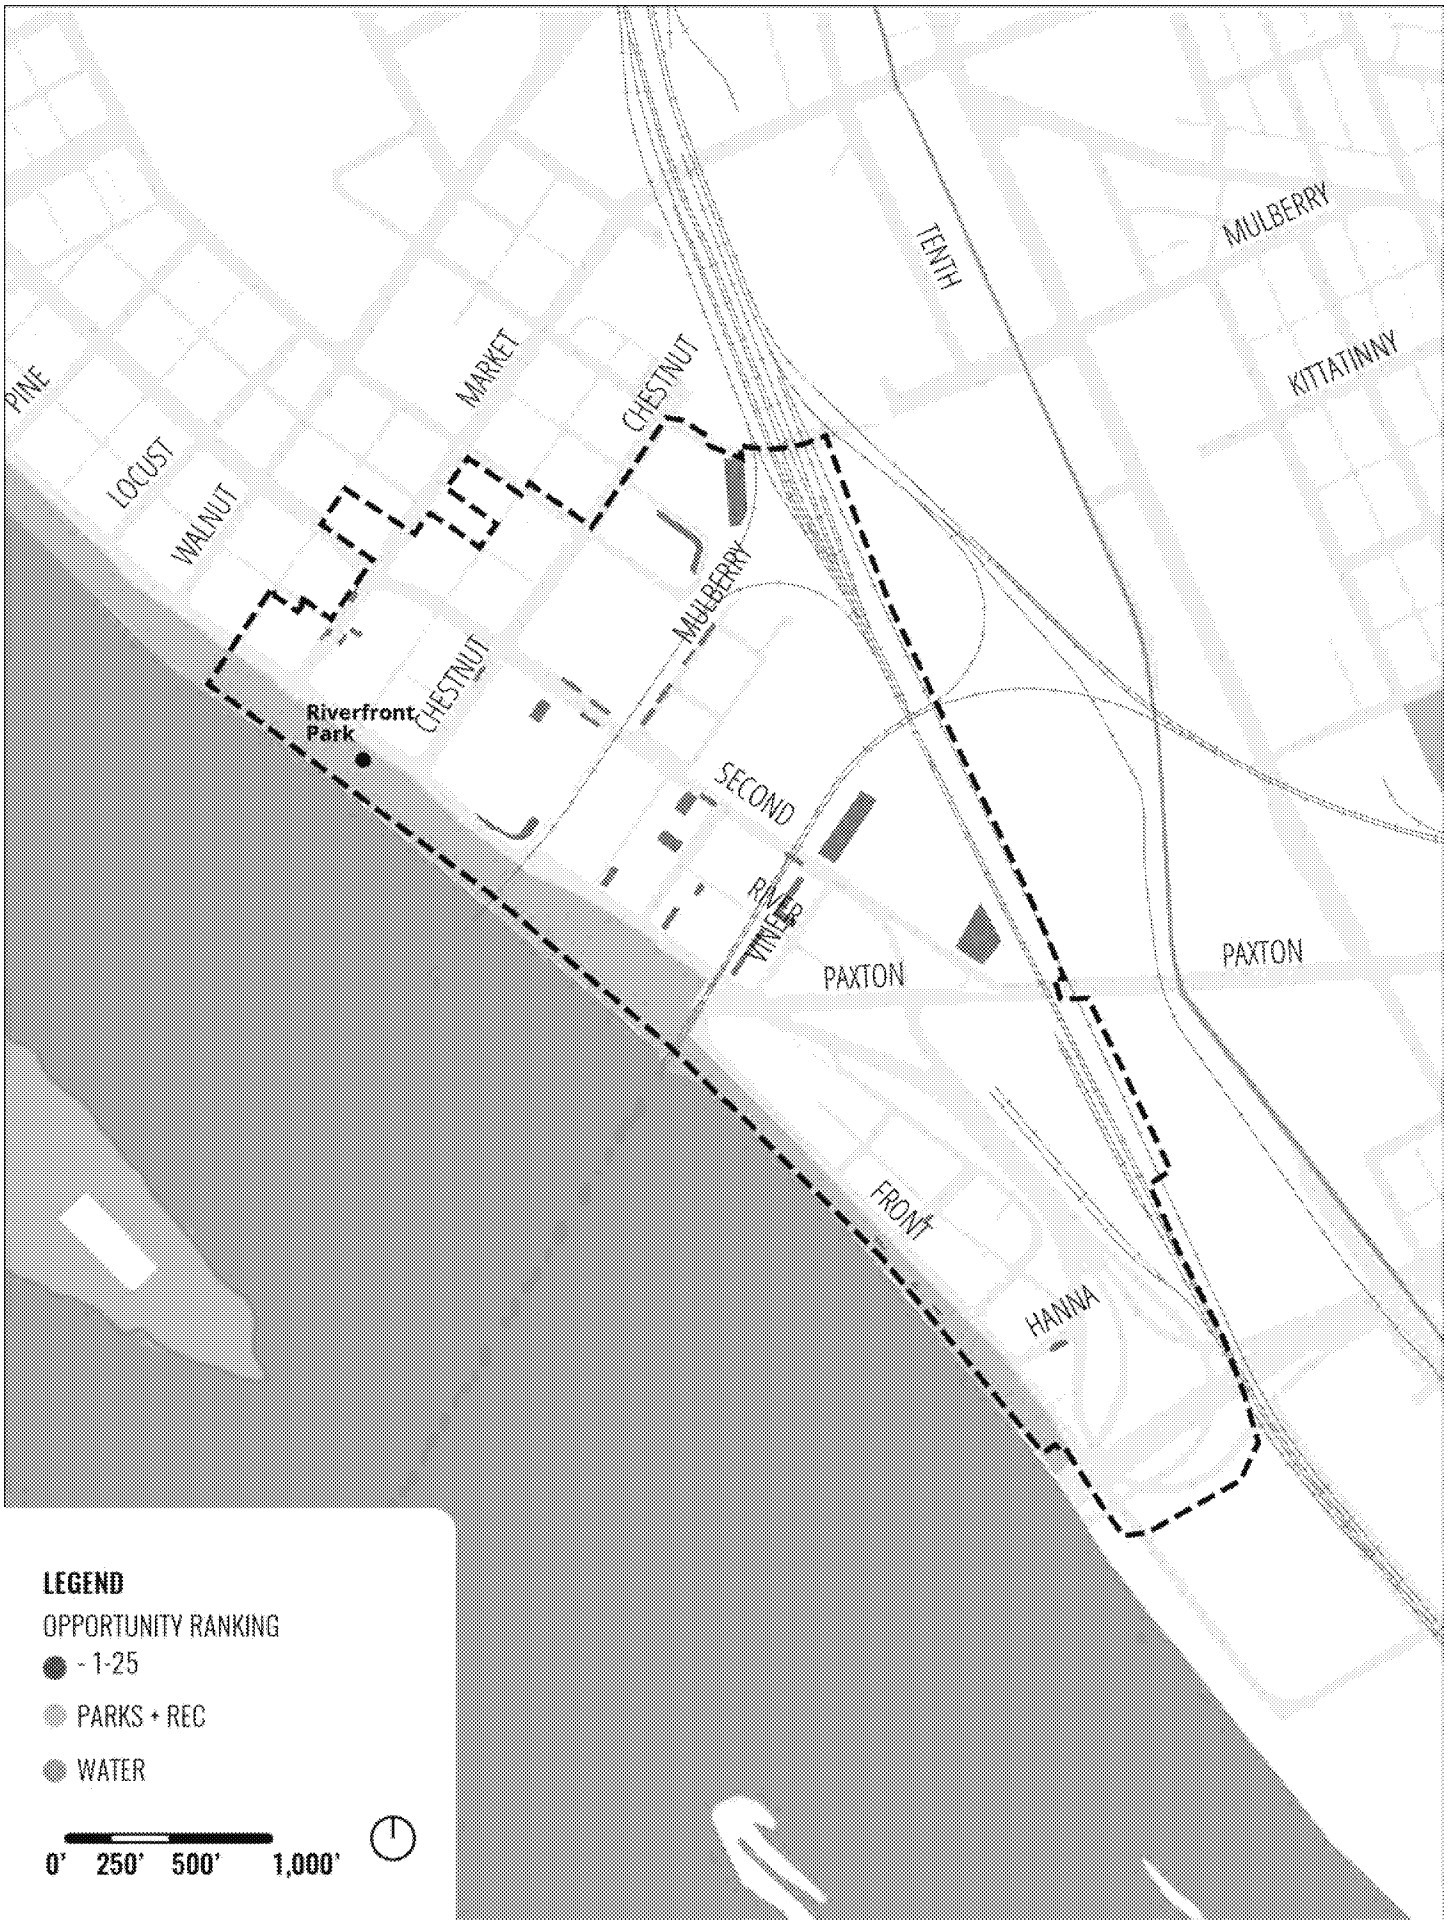 MULBERRY
TENTH
KITTATINNY
MARKET
CHESTNUT
PINE
LOCUST
WALNUT
MULBERRY
CHESTNUT
Riverfront
Park
SECOND
RIVER
VINE
PAXTON
PAXTON
FRONT
HANNA
LEGEND
OPPORTUNITY RANKING
- 1-25
PARKS + REC
WATER
0' 250' 500' 1,000'